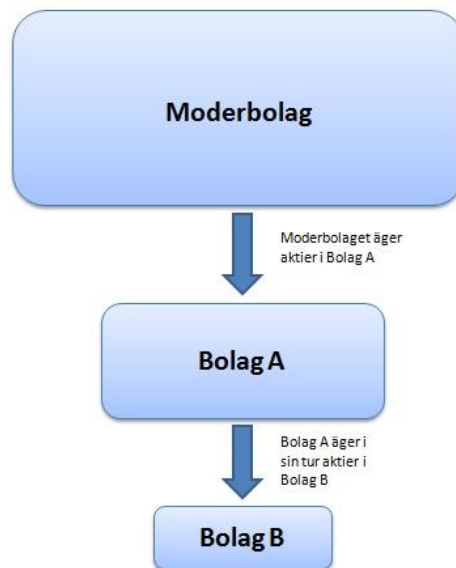 Moderbolag
Moderbolaget äger
aktier i Bolag A
Bolag A
Bolag A äger i
sin tur aktier i
Bolag B
Bolag B